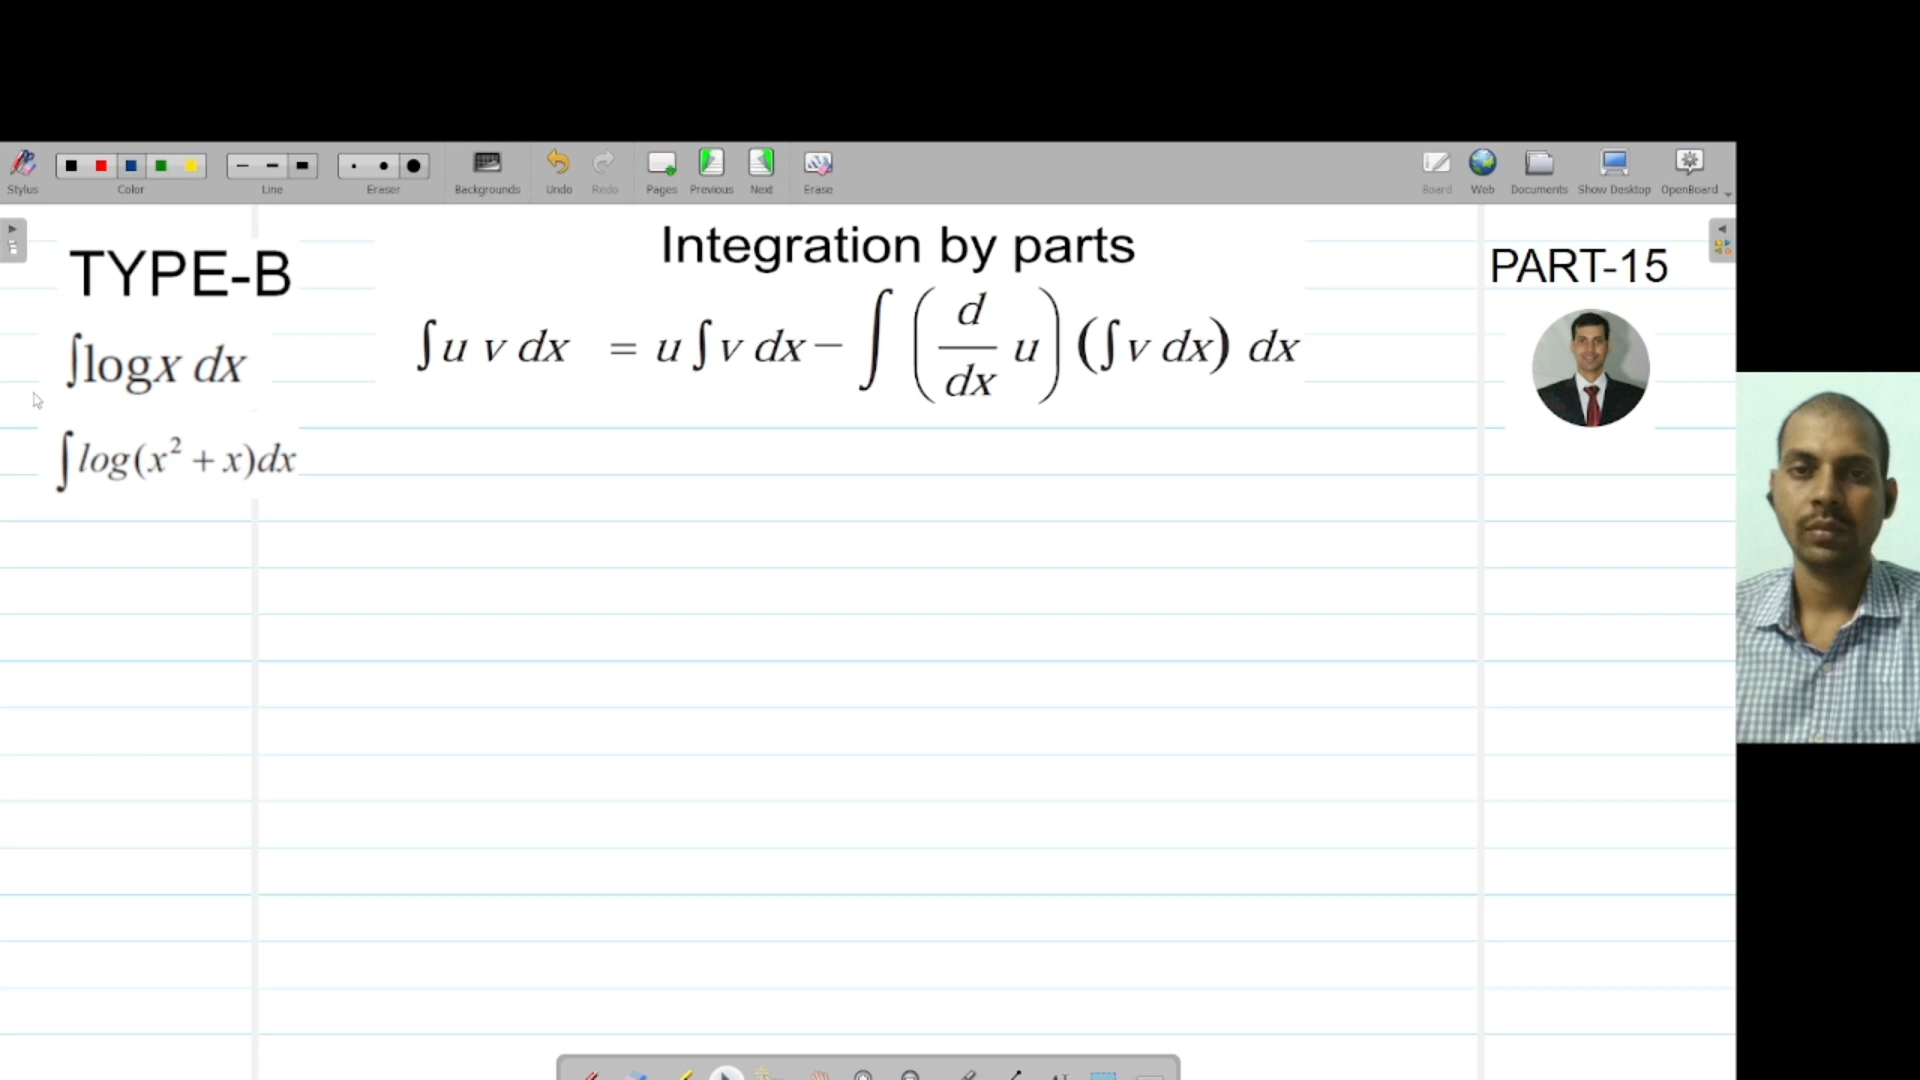 Stylus Color Line Eraser Backgrounds Undo Redo Pages Previous Next Erase Board Web Documents Show Desktop OpenBoard
Integration by parts
TYPE-B
PART-15
∫ u v dx = u ∫ v dx − ∫ (d/dx u) (∫ v dx) dx
∫logx dx
∫log(x² + x)dx